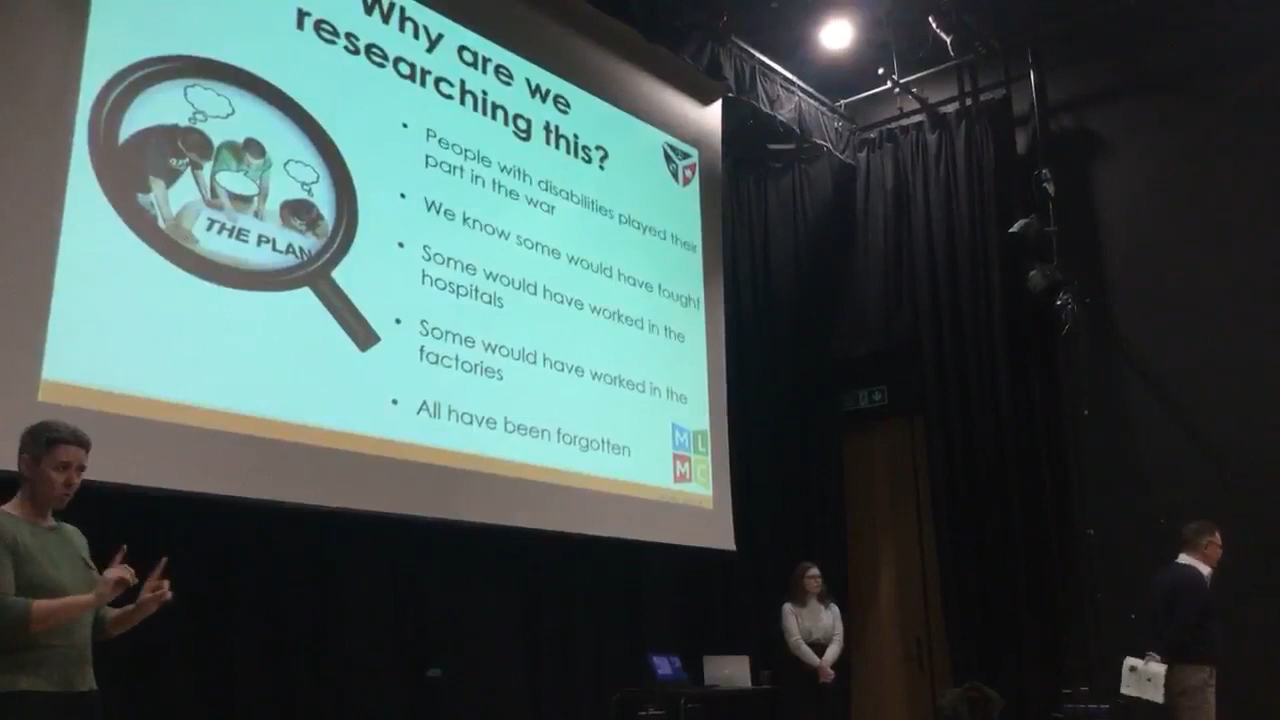 Why are we
researching this?
THE PLAN
• People with disabilities played their
part in the war
• We know some would have fought
• Some would have worked in the
hospitals
• Some would have worked in the
factories
• All have been forgotten
M L
M C